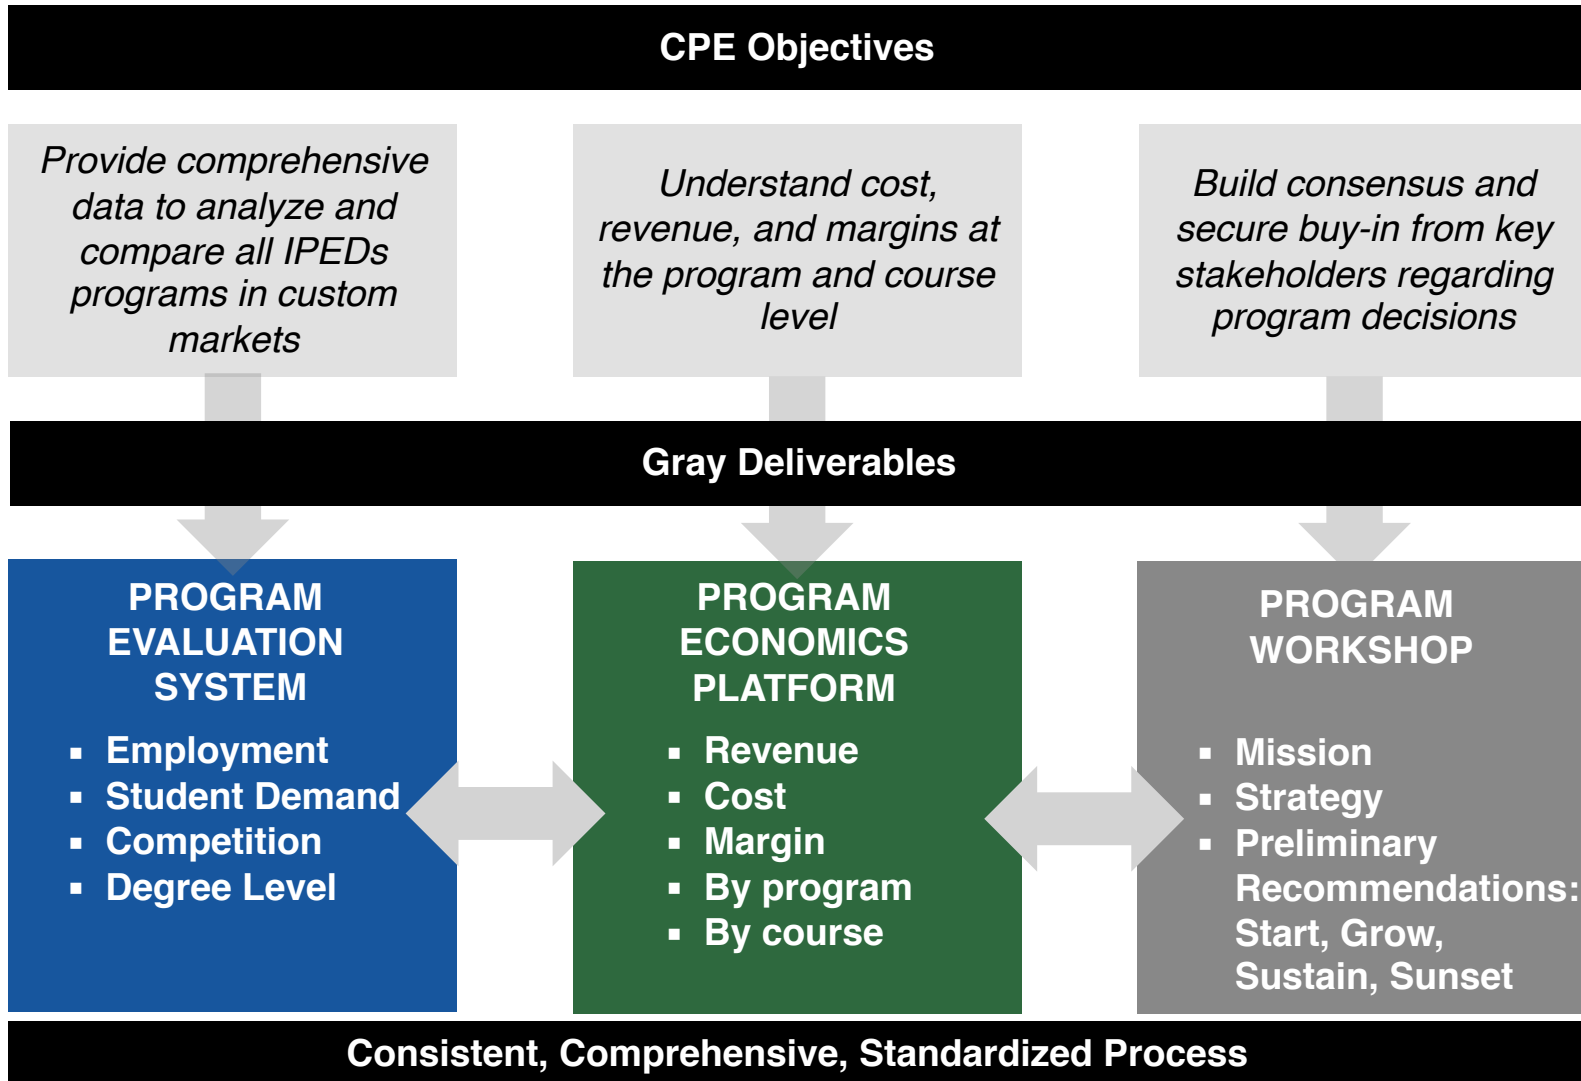 CPE Objectives
Provide comprehensive
data to analyze and
compare all IPEDs
programs in custom
markets
Understand cost,
revenue, and margins at
the program and course
level
Build consensus and
secure buy-in from key
stakeholders regarding
program decisions
Gray Deliverables
PROGRAM
EVALUATION
SYSTEM
▪ Employment
▪ Student Demand
▪ Competition
▪ Degree Level
PROGRAM
ECONOMICS
PLATFORM
▪ Revenue
▪ Cost
▪ Margin
▪ By program
▪ By course
PROGRAM
WORKSHOP
▪ Mission
▪ Strategy
▪ Preliminary
Recommendations:
Start, Grow,
Sustain, Sunset
Consistent, Comprehensive, Standardized Process